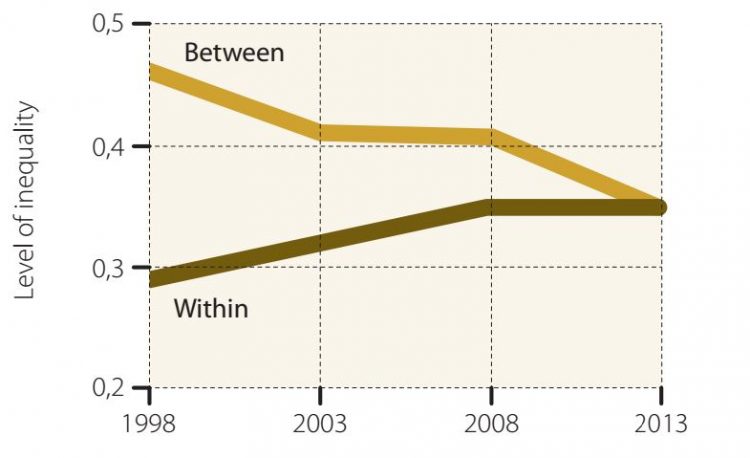 0,5
Between
0,4
Level of inequality
0,3
Within
0,2
1998 2003 2008 2013